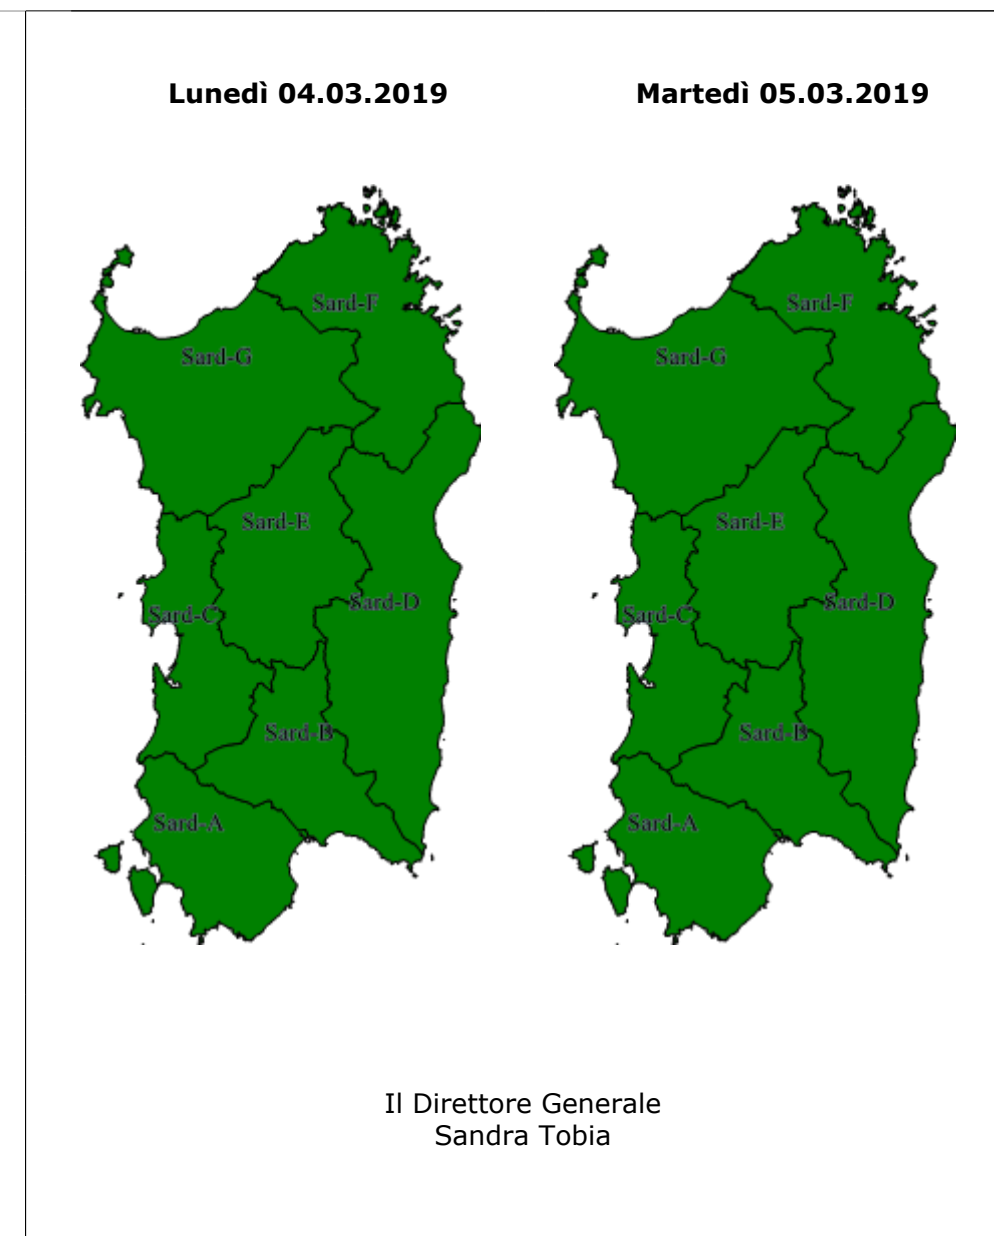 Lunedì 04.03.2019
Martedì 05.03.2019
Sard-F
Sard-G
Sard-E
Sard-D
Sard-C
Sard-B
Sard-A
Sard-F
Sard-G
Sard-E
Sard-D
Sard-C
Sard-B
Sard-A
Il Direttore Generale
Sandra Tobia